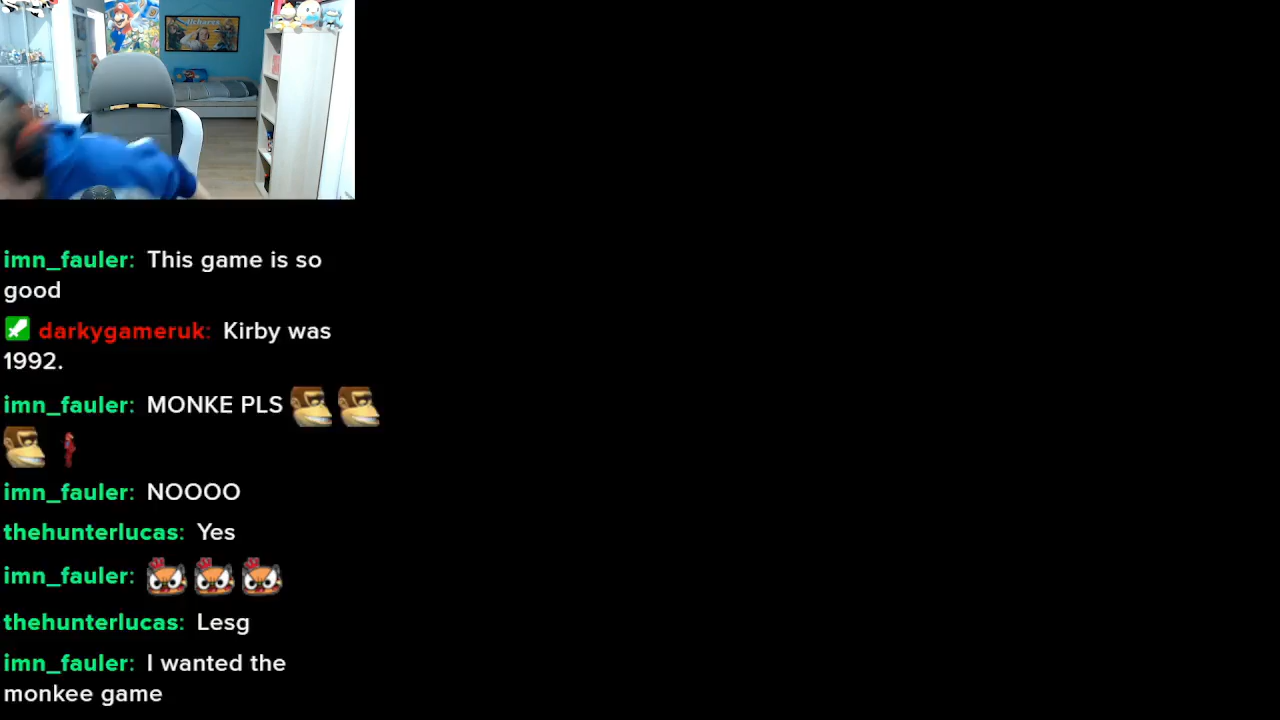 imn_fauler: This game is so
good
darkygameruk: Kirby was
1992.
imn_fauler: MONKE PLS
imn_fauler: NOOOO
thehunterlucas: Yes
imn_fauler:
thehunterlucas: Lesg
imn_fauler: I wanted the
monkee game